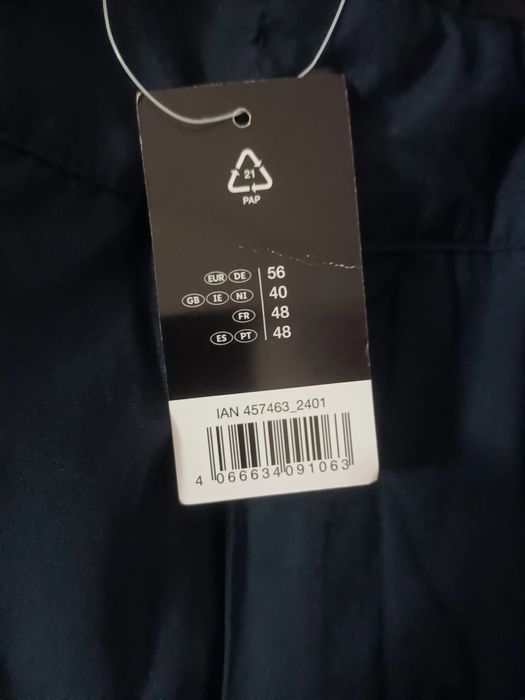 21
PAP
EUR DE 56
GB IE NI 40
FR 48
ES PT 48
IAN 457463_2401
4 066634 091063